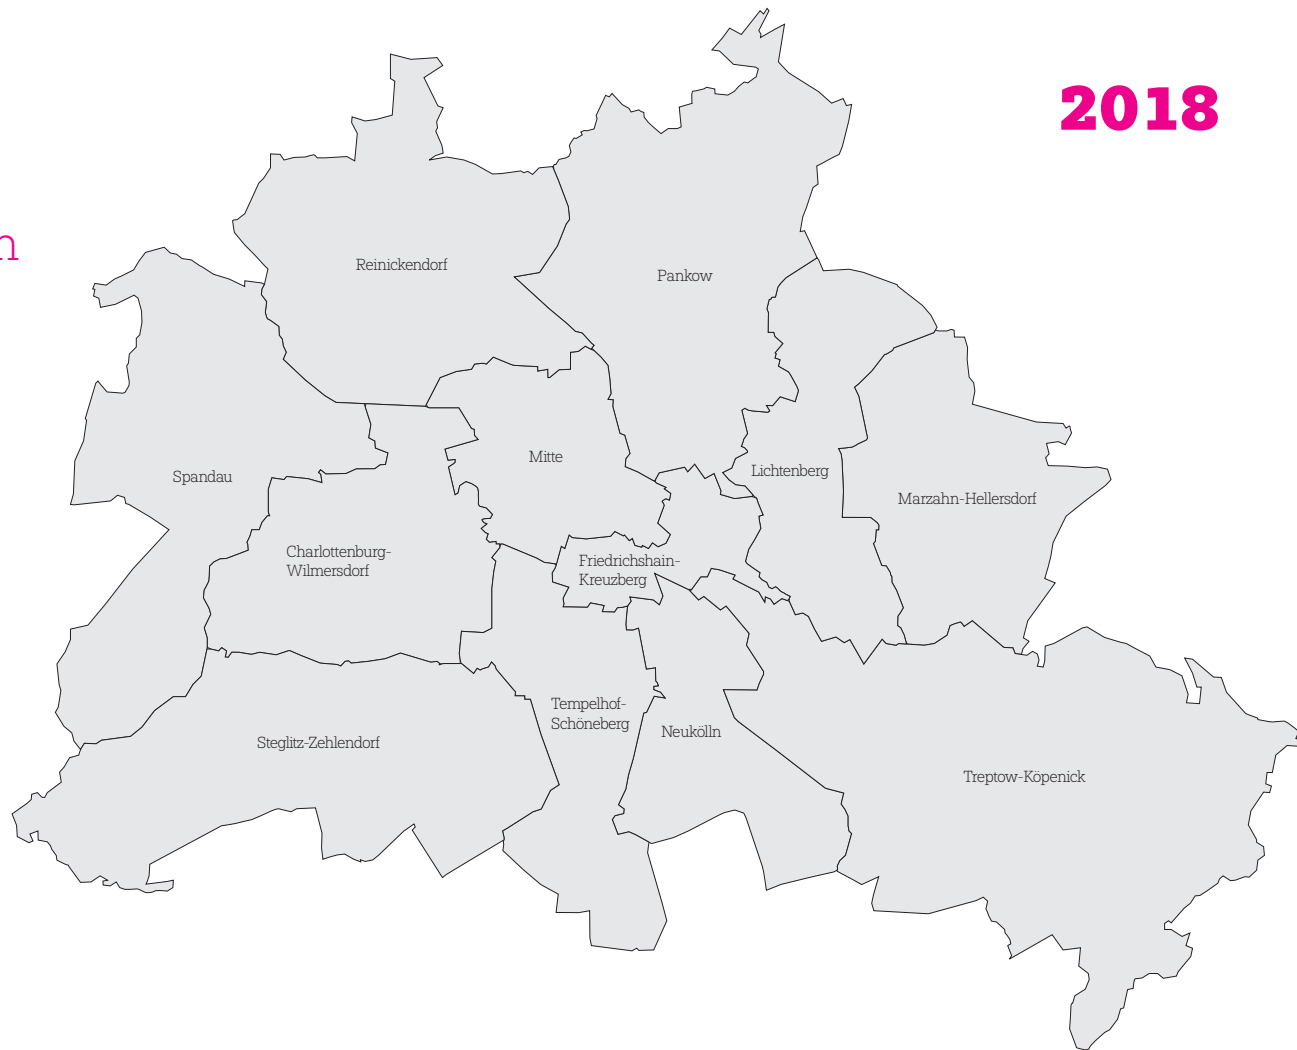 2018
n
Reinickendorf
Pankow
Mitte
Lichtenberg
Spandau
Marzahn-Hellersdorf
Charlottenburg-
Wilmersdorf
Friedrichshain-
Kreuzberg
Tempelhof-
Schöneberg
Neukölln
Steglitz-Zehlendorf
Treptow-Köpenick